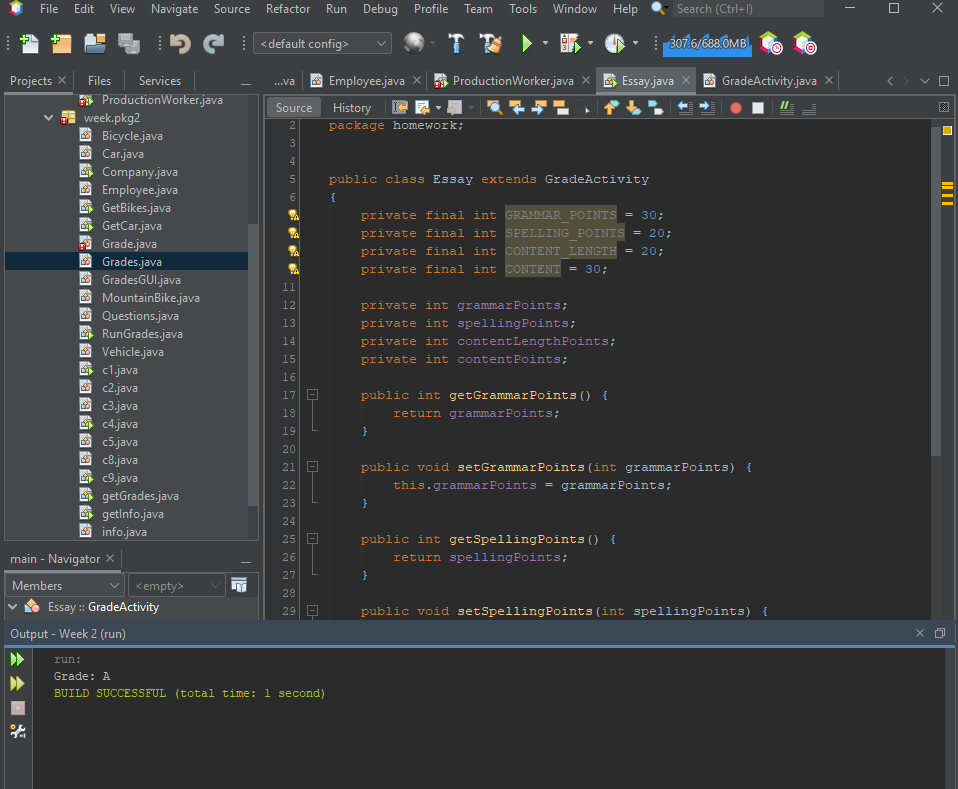 File Edit View Navigate Source Refactor Run Debug Profile Team Tools Window Help Search (Ctrl+I)
<default config> 307.6/688.0MB
Projects Files Services
...va Employee.java ProductionWorker.java Essay.java GradeActivity.java
Source History
ProductionWorker.java
week.pkg2
Bicycle.java
Car.java
Company.java
Employee.java
GetBikes.java
GetCar.java
Grade.java
Grades.java
GradesGUI.java
MountainBike.java
Questions.java
RunGrades.java
Vehicle.java
c1.java
c2.java
c3.java
c4.java
c5.java
c8.java
c9.java
getGrades.java
getInfo.java
info.java
main - Navigator
Members <empty>
Essay :: GradeActivity
2 package homework;
3
4
5 public class Essay extends GradeActivity
6 {
private final int GRAMMAR_POINTS = 30;
private final int SPELLING_POINTS = 20;
private final int CONTENT_LENGTH = 20;
private final int CONTENT = 30;
11
12 private int grammarPoints;
13 private int spellingPoints;
14 private int contentLengthPoints;
15 private int contentPoints;
16
17 public int getGrammarPoints() {
18 return grammarPoints;
19 }
20
21 public void setGrammarPoints(int grammarPoints) {
22 this.grammarPoints = grammarPoints;
23 }
24
25 public int getSpellingPoints() {
26 return spellingPoints;
27 }
28
29 public void setSpellingPoints(int spellingPoints) {
Output - Week 2 (run)
run:
Grade: A
BUILD SUCCESSFUL (total time: 1 second)